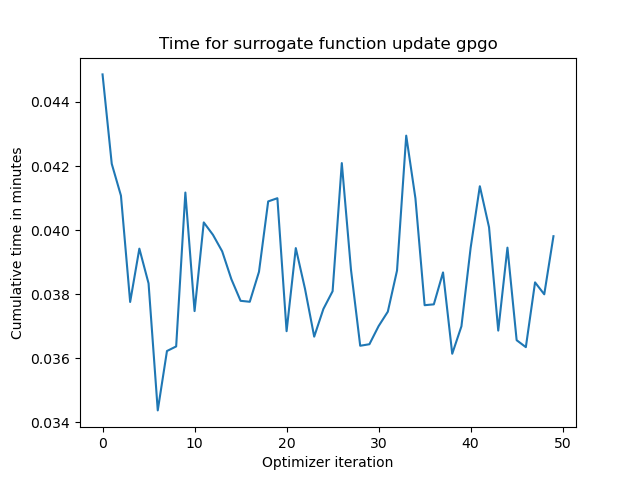 Time for surrogate function update gpgo
Cumulative time in minutes
0.044
0.042
0.040
0.038
0.036
0.034
0 10 20 30 40 50
Optimizer iteration